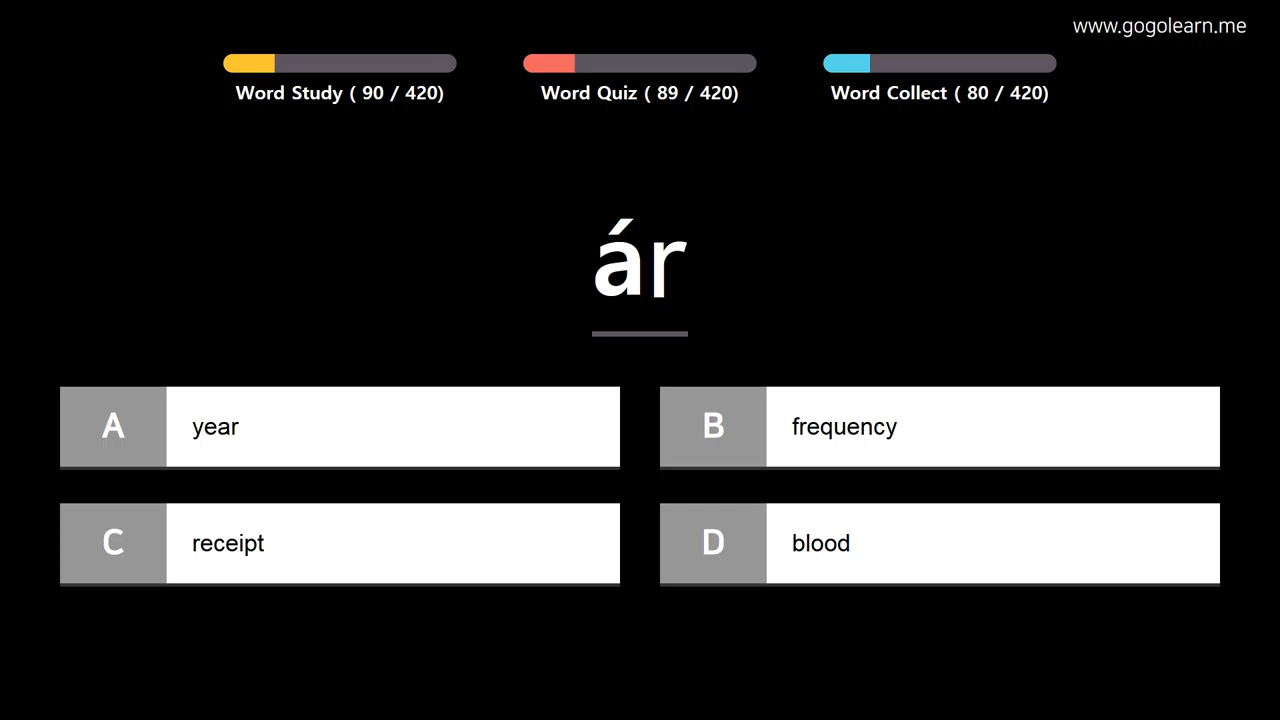 www.gogolearn.me
Word Study ( 90 / 420)
Word Quiz ( 89 / 420)
Word Collect ( 80 / 420)
ár
A year
B frequency
C receipt
D blood